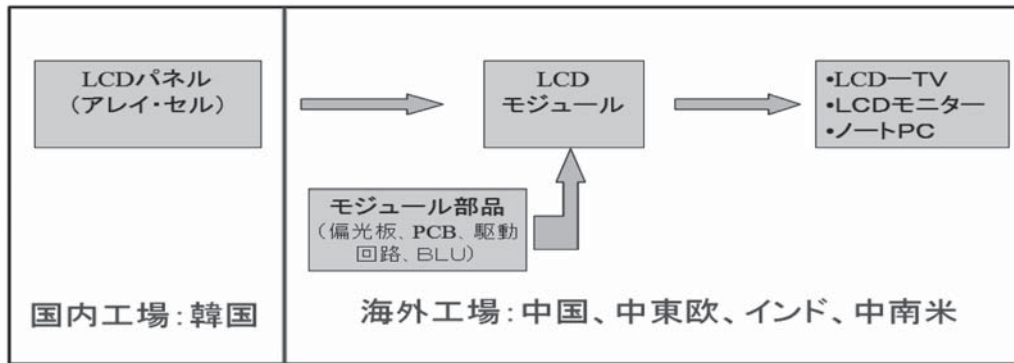 LCDパネル
(アレイ・セル)
LCD
モジュール
•LCD―TV
•LCDモニター
•ノートPC
モジュール部品
(偏光板、PCB、駆動
回路、BLU)
国内工場:韓国
海外工場:中国、中東欧、インド、中南米